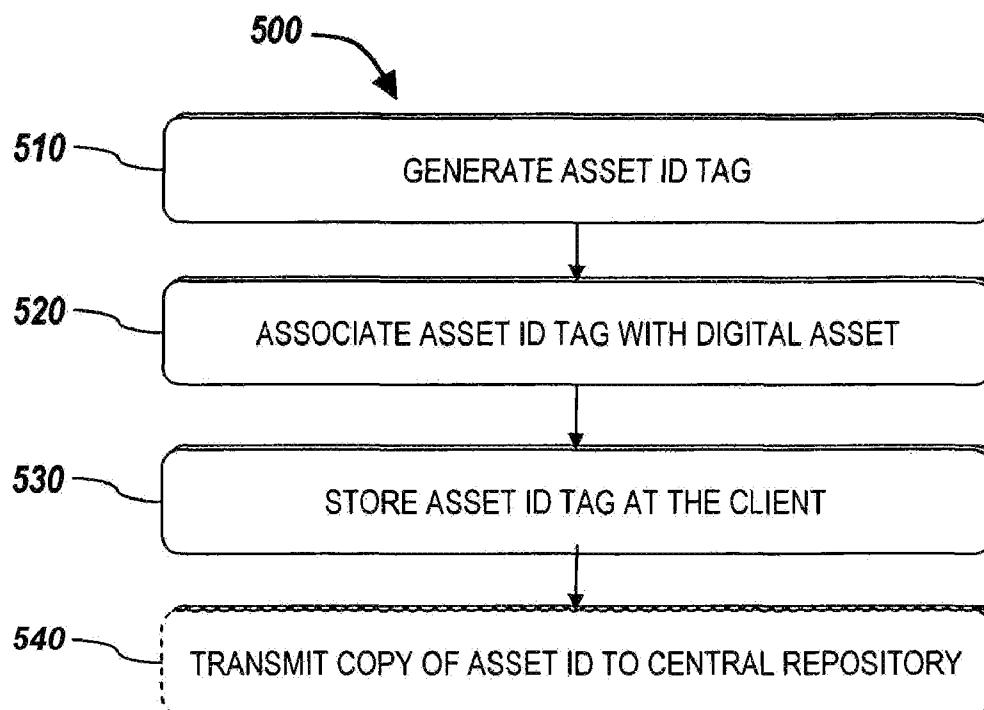 500
510
GENERATE ASSET ID TAG
520
ASSOCIATE ASSET ID TAG WITH DIGITAL ASSET
530
STORE ASSET ID TAG AT THE CLIENT
540
TRANSMIT COPY OF ASSET ID TO CENTRAL REPOSITORY